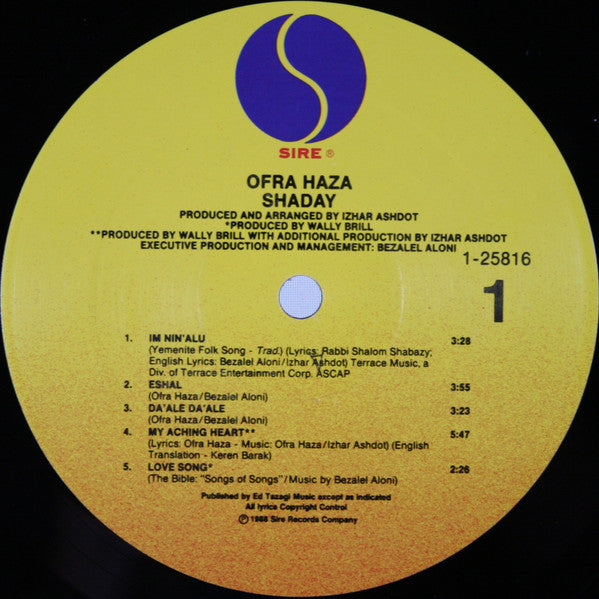 SIRE ®
OFRA HAZA
SHADAY
PRODUCED AND ARRANGED BY IZHAR ASHDOT
*PRODUCED BY WALLY BRILL
**PRODUCED BY WALLY BRILL WITH ADDITIONAL PRODUCTION BY IZHAR ASHDOT
EXECUTIVE PRODUCTION AND MANAGEMENT: BEZALEL ALONI
1-25816
1
1. IM NIN'ALU 3:28
(Yemenite Folk Song - Trad.) (Lyrics: Rabbi Shalom Shabazy;
English Lyrics: Bezalel Aloni/Izhar Ashdot) Terrace Music, a
Div. of Terrace Entertainment Corp. ASCAP
2. ESHAL 3:55
(Ofra Haza/Bezalel Aloni)
3. DA'ALE DA'ALE 3:23
(Ofra Haza/Bezalel Aloni)
4. MY ACHING HEART** 5:47
(Lyrics: Ofra Haza - Music: Ofra Haza/Izhar Ashdot) (English
Translation - Keren Barak)
5. LOVE SONG* 2:26
(The Bible: "Songs of Songs"/Music by Bezalel Aloni)
Published by Ed Tazagi Music except as indicated
All lyrics Copyright Control
℗ 1988 Sire Records Company